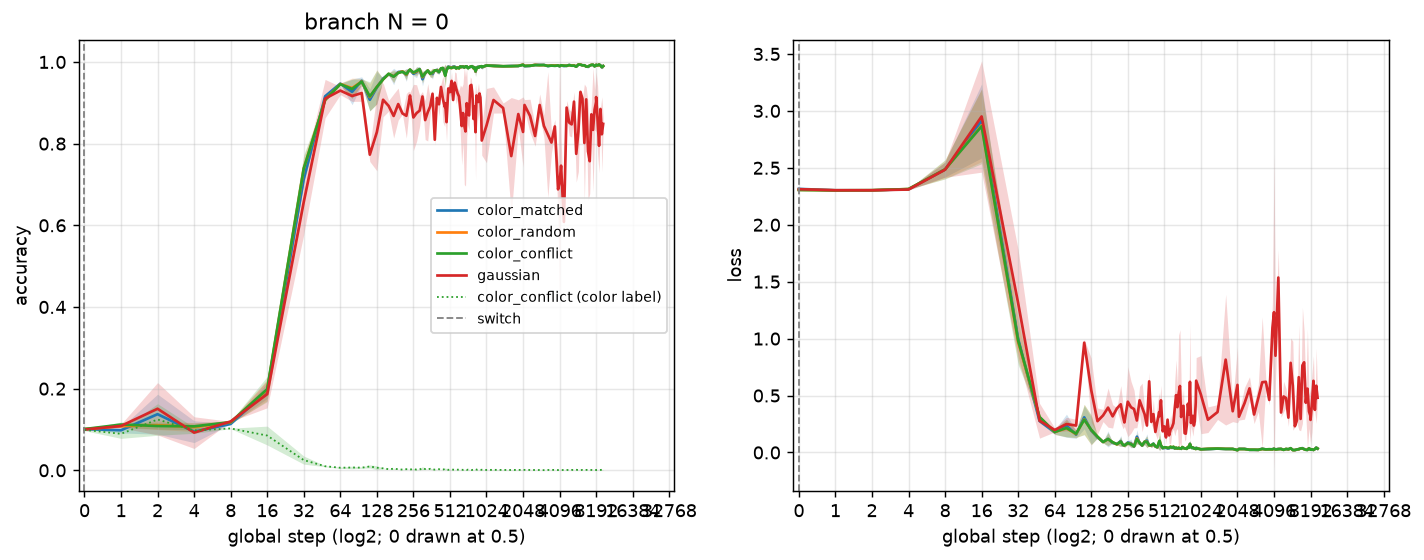 branch N = 0
accuracy
1.0
0.8
0.6
0.4
0.2
0.0
color_matched
color_random
color_conflict
gaussian
color_conflict (color label)
switch
0 1 2 4 8 16 32 64 128 256 512 1024 2048 4096 8192 16384 32768
global step (log2; 0 drawn at 0.5)
loss
3.5
3.0
2.5
2.0
1.5
1.0
0.5
0.0
0 1 2 4 8 16 32 64 128 256 512 1024 2048 4096 8192 16384 32768
global step (log2; 0 drawn at 0.5)